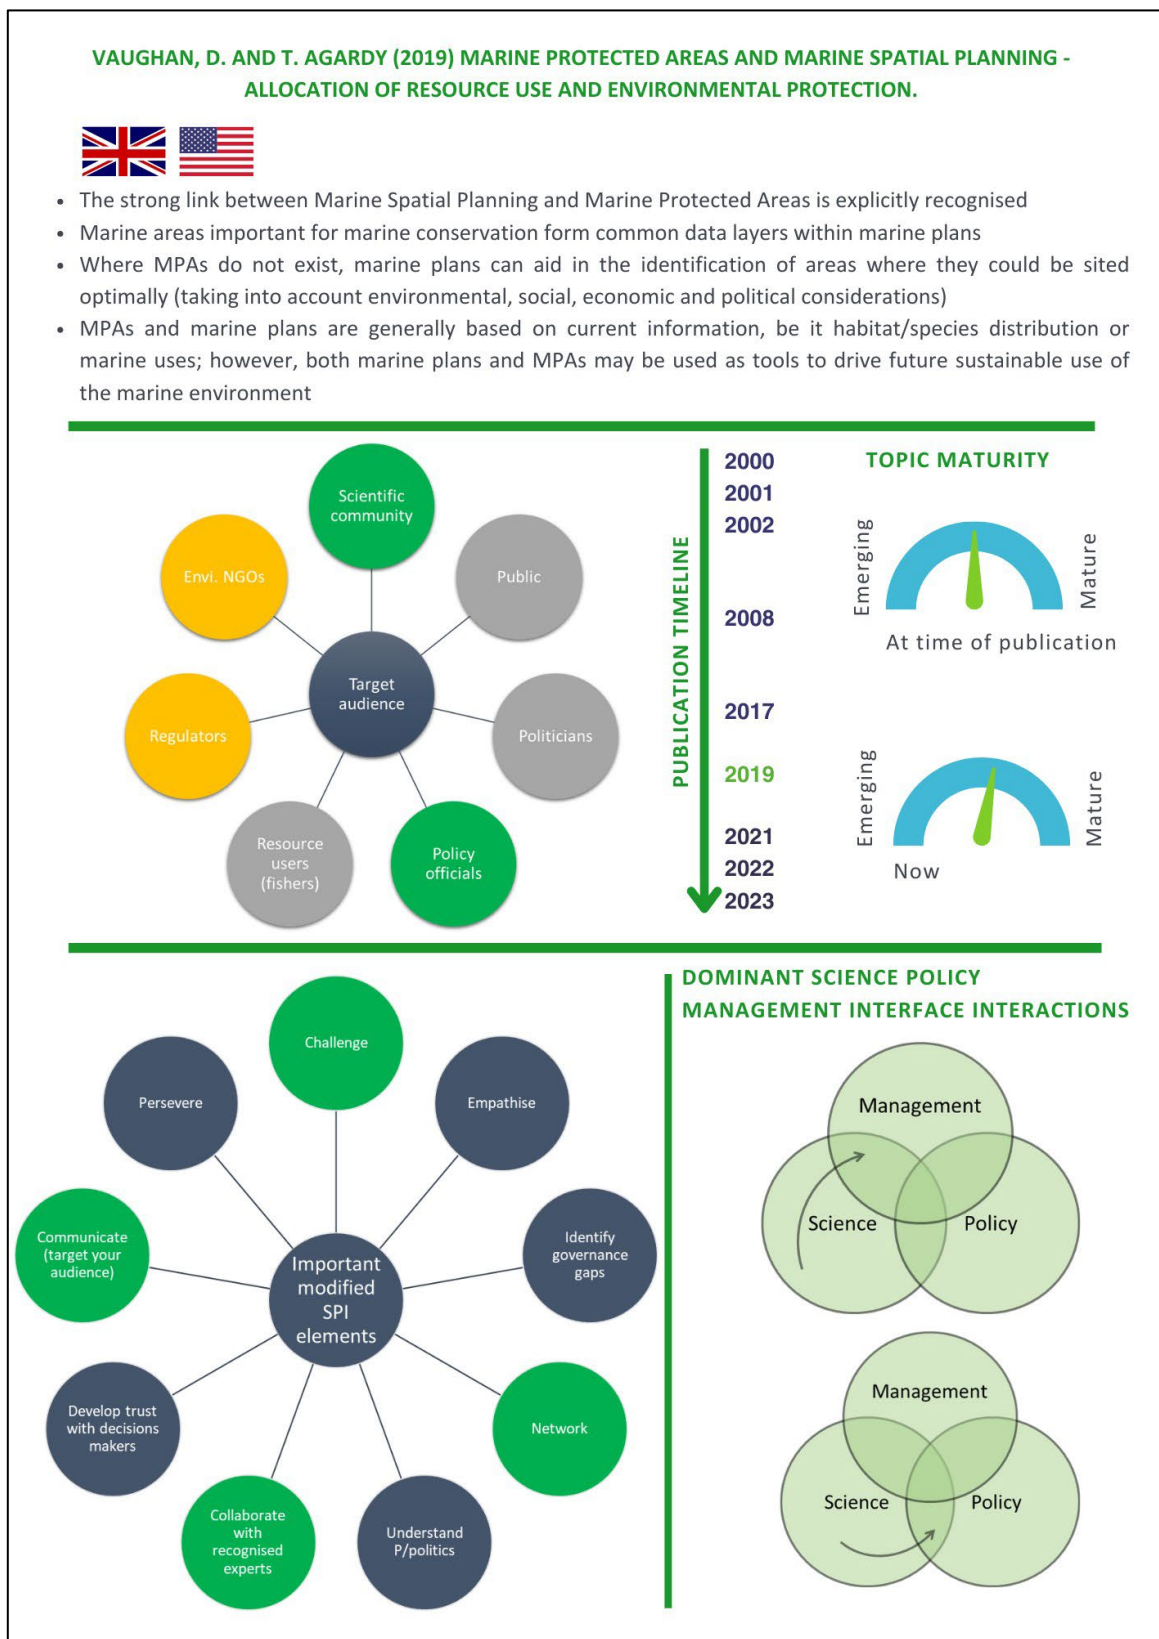 VAUGHAN, D. AND T. AGARDY (2019) MARINE PROTECTED AREAS AND MARINE SPATIAL PLANNING -
ALLOCATION OF RESOURCE USE AND ENVIRONMENTAL PROTECTION.
• The strong link between Marine Spatial Planning and Marine Protected Areas is explicitly recognised
• Marine areas important for marine conservation form common data layers within marine plans
• Where MPAs do not exist, marine plans can aid in the identification of areas where they could be sited
optimally (taking into account environmental, social, economic and political considerations)
• MPAs and marine plans are generally based on current information, be it habitat/species distribution or
marine uses; however, both marine plans and MPAs may be used as tools to drive future sustainable use of
the marine environment
Scientific
community
Public
Politicians
Policy
officials
Resource
users
(fishers)
Regulators
Envi. NGOs
Target
audience
PUBLICATION TIMELINE
2000
2001
2002
2008
2017
2019
2021
2022
2023
TOPIC MATURITY
Emerging
Mature
At time of publication
Emerging
Mature
Now
Challenge
Empathise
Identify
governance
gaps
Network
Understand
P/politics
Collaborate
with
recognised
experts
Develop trust
with decisions
makers
Communicate
(target your
audience)
Persevere
Important
modified
SPI
elements
DOMINANT SCIENCE POLICY
MANAGEMENT INTERFACE INTERACTIONS
Management
Science
Policy
Management
Science
Policy